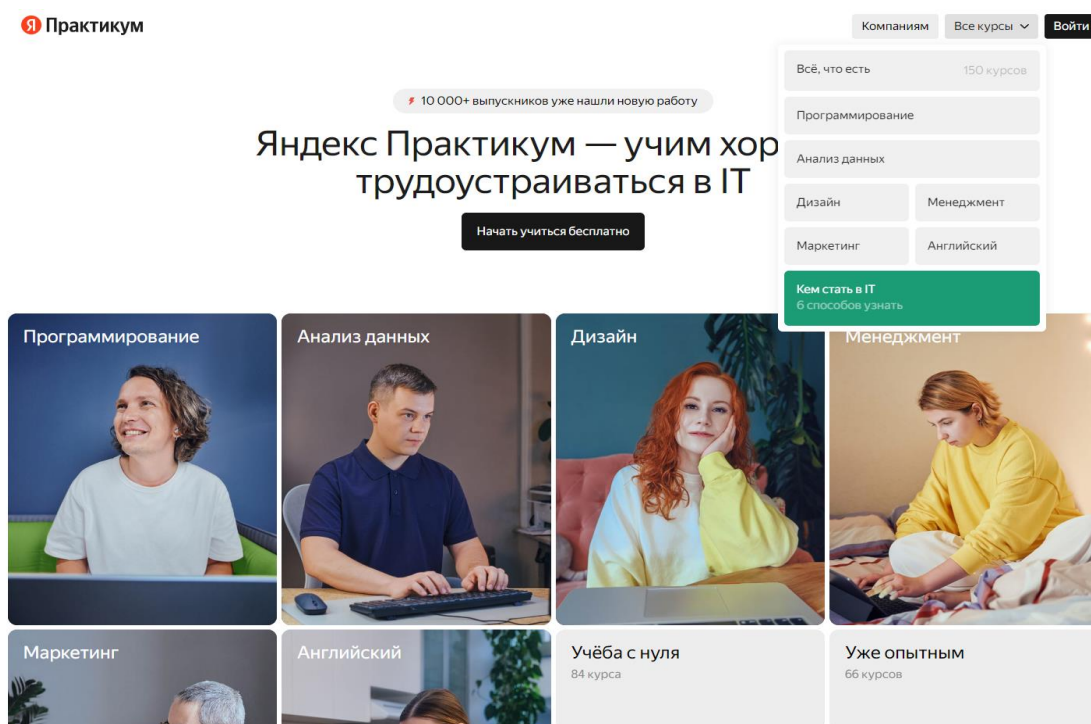 Я Практикум
Компаниям
Все курсы
Войти
Всё, что есть
150 курсов
Программирование
Анализ данных
Дизайн
Менеджмент
Маркетинг
Английский
Кем стать в IT
6 способов узнать
10 000+ выпускников уже нашли новую работу
Яндекс Практикум — учим хор
трудоустраиваться в IT
Начать учиться бесплатно
Программирование
Анализ данных
Дизайн
Менеджмент
Маркетинг
Английский
Учёба с нуля
84 курса
Уже опытным
66 курсов